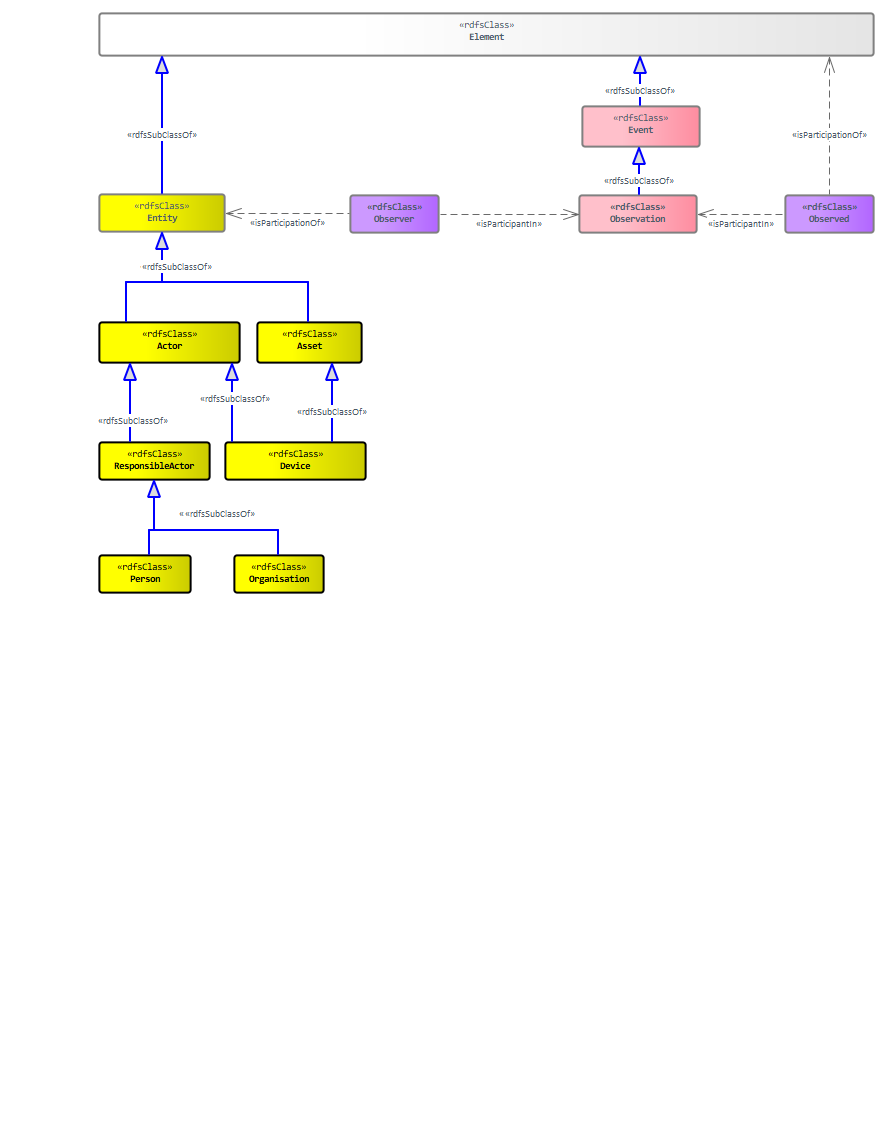 «rdfsClass»
Element
«rdfsSubClassOf»
«rdfsClass»
Event
«rdfsSubClassOf»
«isParticipationOf»
«rdfsSubClassOf»
«rdfsClass»
Entity
«isParticipationOf»
«rdfsClass»
Observer
«isParticipantIn»
«rdfsClass»
Observation
«isParticipantIn»
«rdfsClass»
Observed
«rdfsSubClassOf»
«rdfsClass»
Actor
«rdfsClass»
Asset
«rdfsSubClassOf»
«rdfsSubClassOf»
«rdfsSubClassOf»
«rdfsClass»
ResponsibleActor
«rdfsClass»
Device
« «rdfsSubClassOf»
«rdfsClass»
Person
«rdfsClass»
Organisation